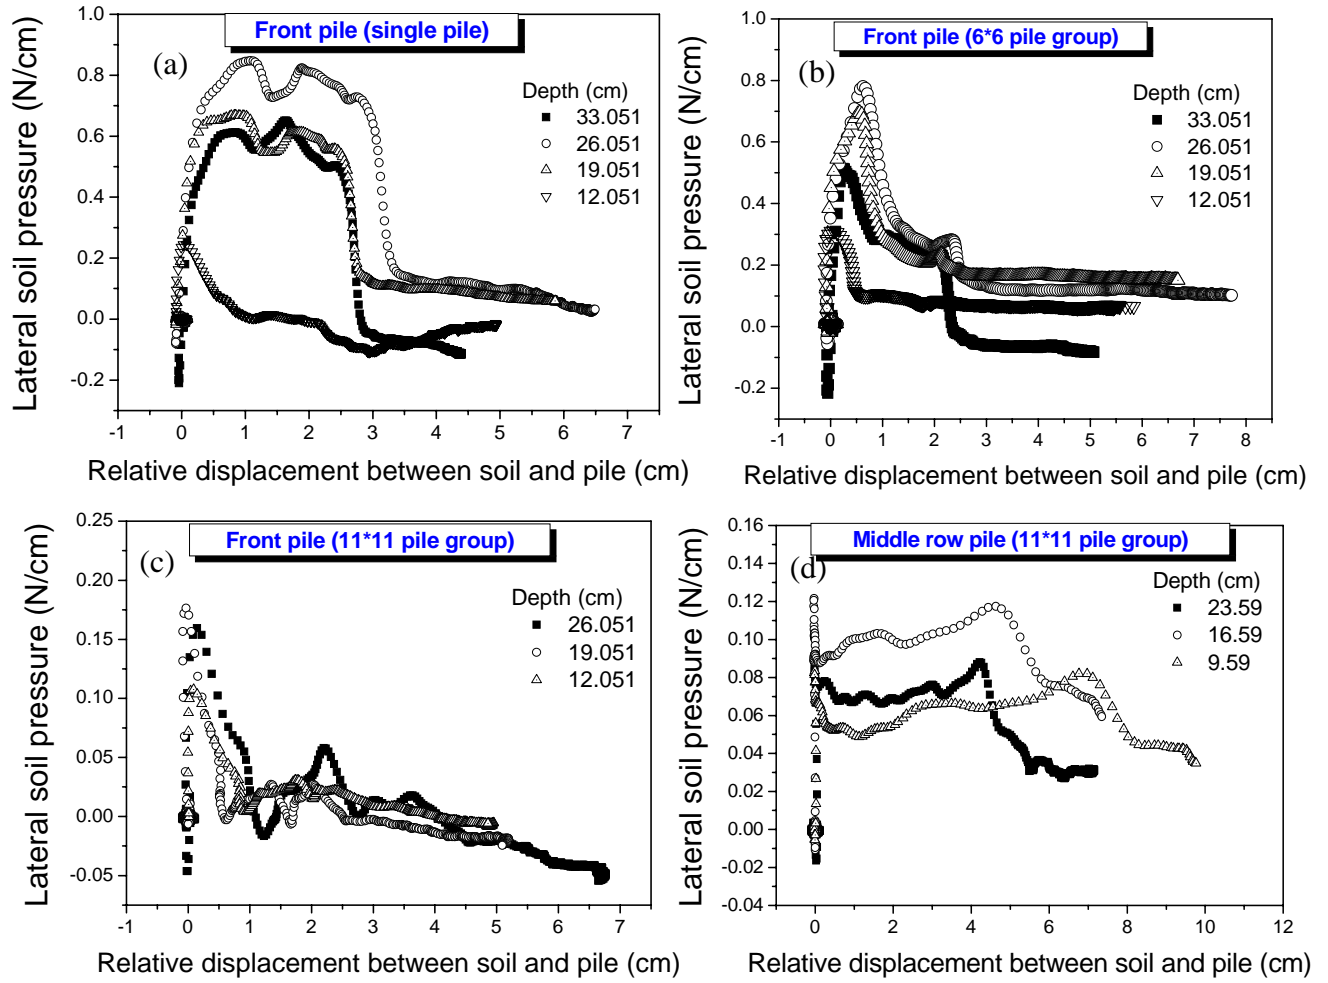 Front pile (single pile)
(a)
Lateral soil pressure (N/cm)
1.0
0.8
0.6
0.4
0.2
0.0
-0.2
Depth (cm)
33.051
26.051
19.051
12.051
-1 0 1 2 3 4 5 6 7
Relative displacement between soil and pile (cm)
Front pile (6*6 pile group)
(b)
Lateral soil pressure (N/cm)
1.0
0.8
0.6
0.4
0.2
0.0
-0.2
Depth (cm)
33.051
26.051
19.051
12.051
-1 0 1 2 3 4 5 6 7 8
Relative displacement between soil and pile (cm)
Front pile (11*11 pile group)
(c)
Lateral soil pressure (N/cm)
0.25
0.20
0.15
0.10
0.05
0.00
-0.05
Depth (cm)
26.051
19.051
12.051
-1 0 1 2 3 4 5 6 7
Relative displacement between soil and pile (cm)
Middle row pile (11*11 pile group)
(d)
Lateral soil pressure (N/cm)
0.16
0.14
0.12
0.10
0.08
0.06
0.04
0.02
0.00
-0.02
-0.04
Depth (cm)
23.59
16.59
9.59
0 2 4 6 8 10 12
Relative displacement between soil and pile (cm)